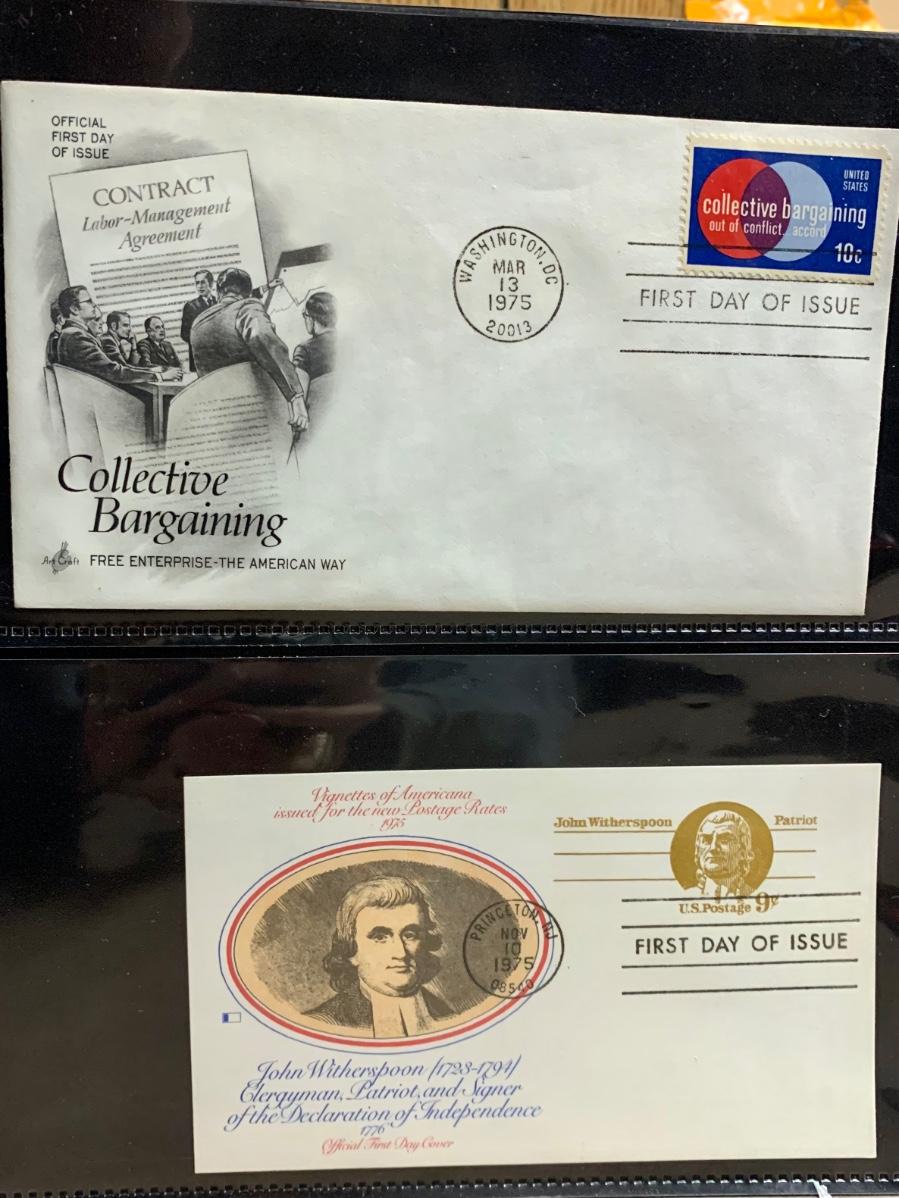 OFFICIAL
FIRST DAY
OF ISSUE
CONTRACT
Labor-Management
Agreement
Collective
Bargaining
Art Craft
FREE ENTERPRISE-THE AMERICAN WAY
WASHINGTON, DC
MAR
13
1975
20013
UNITED
STATES
collective bargaining
out of conflict...accord
10c
FIRST DAY OF ISSUE
Vignettes of Americana
issued for the new Postage Rates
1975
John Witherspoon (1723-1794)
Clergyman, Patriot, and Signer
of the Declaration of Independence
1776
Official First Day Cover
PRINCETON, NJ
NOV
10
1975
08540
John Witherspoon Patriot
U.S. Postage 9¢
FIRST DAY OF ISSUE